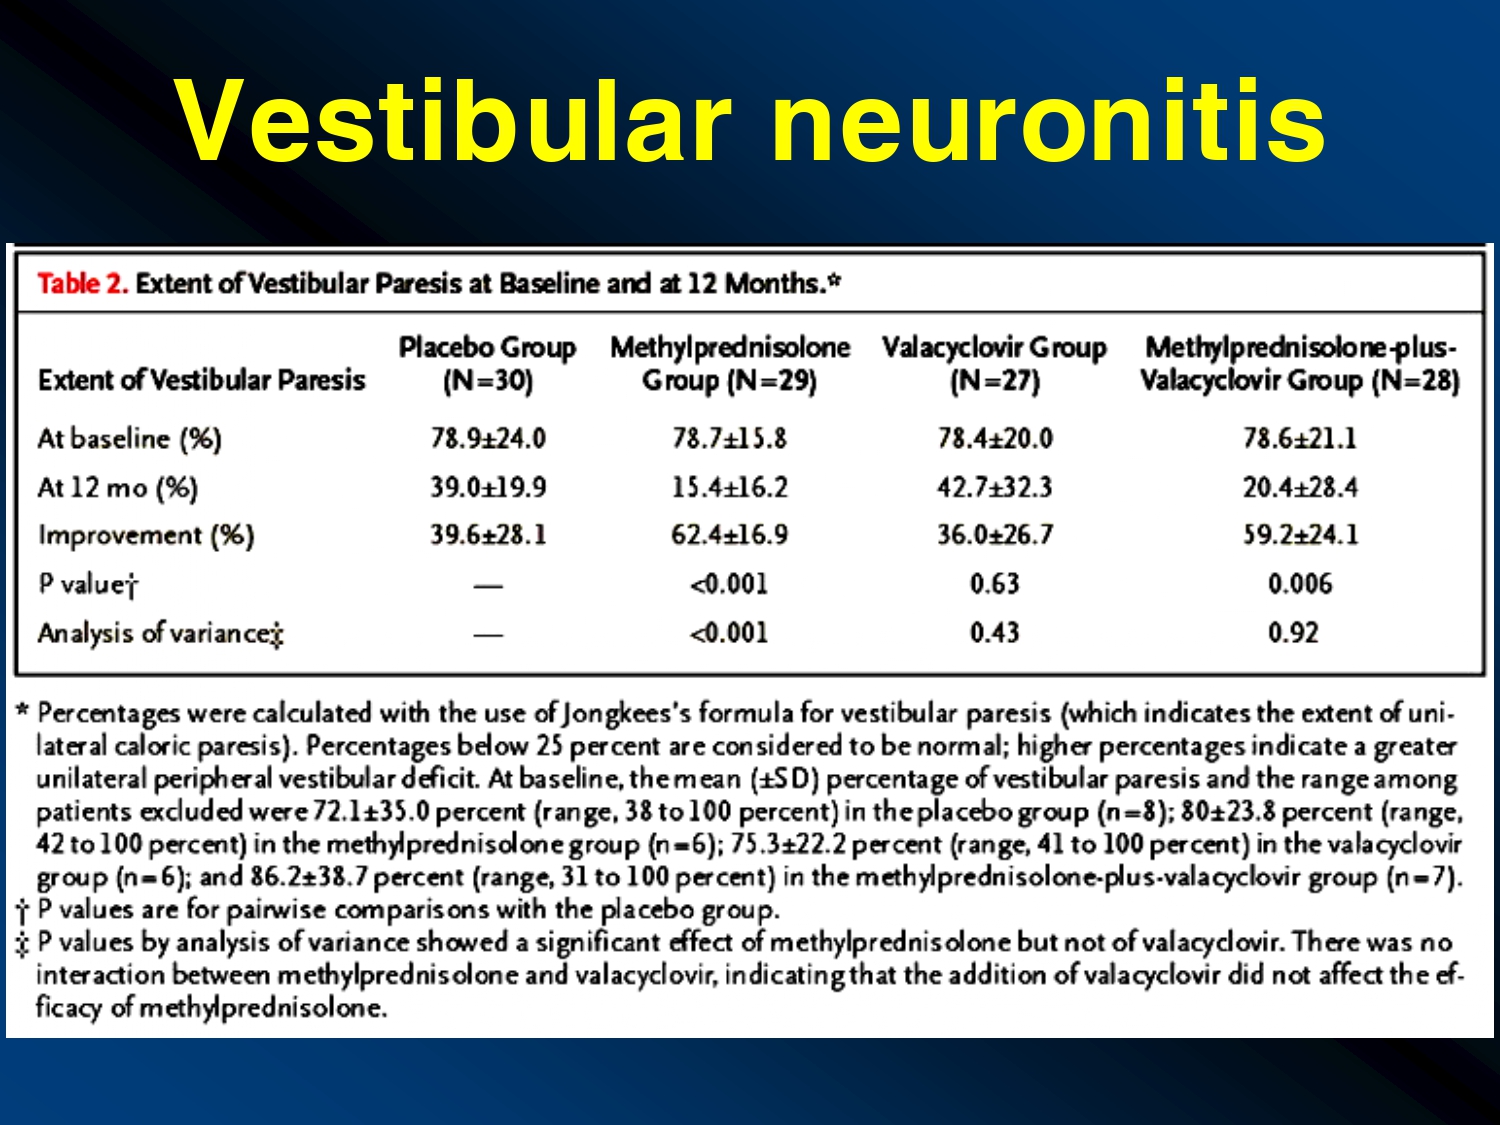 Vestibular neuronitis
Table 2. Extent of Vestibular Paresis at Baseline and at 12 Months.*
Extent of Vestibular Paresis Placebo Group (N=30) Methylprednisolone Group (N=29) Valacyclovir Group (N=27) Methylprednisolone-plus-Valacyclovir Group (N=28)
At baseline (%) 78.9±24.0 78.7±15.8 78.4±20.0 78.6±21.1
At 12 mo (%) 39.0±19.9 15.4±16.2 42.7±32.3 20.4±28.4
Improvement (%) 39.6±28.1 62.4±16.9 36.0±26.7 59.2±24.1
P value† — <0.001 0.63 0.006
Analysis of variance‡ — <0.001 0.43 0.92
* Percentages were calculated with the use of Jongkees's formula for vestibular paresis (which indicates the extent of uni-
lateral caloric paresis). Percentages below 25 percent are considered to be normal; higher percentages indicate a greater
unilateral peripheral vestibular deficit. At baseline, the mean (±SD) percentage of vestibular paresis and the range among
patients excluded were 72.1±35.0 percent (range, 38 to 100 percent) in the placebo group (n=8); 80±23.8 percent (range,
42 to 100 percent) in the methylprednisolone group (n=6); 75.3±22.2 percent (range, 41 to 100 percent) in the valacyclovir
group (n=6); and 86.2±38.7 percent (range, 31 to 100 percent) in the methylprednisolone-plus-valacyclovir group (n=7).
† P values are for pairwise comparisons with the placebo group.
‡ P values by analysis of variance showed a significant effect of methylprednisolone but not of valacyclovir. There was no
interaction between methylprednisolone and valacyclovir, indicating that the addition of valacyclovir did not affect the ef-
ficacy of methylprednisolone.